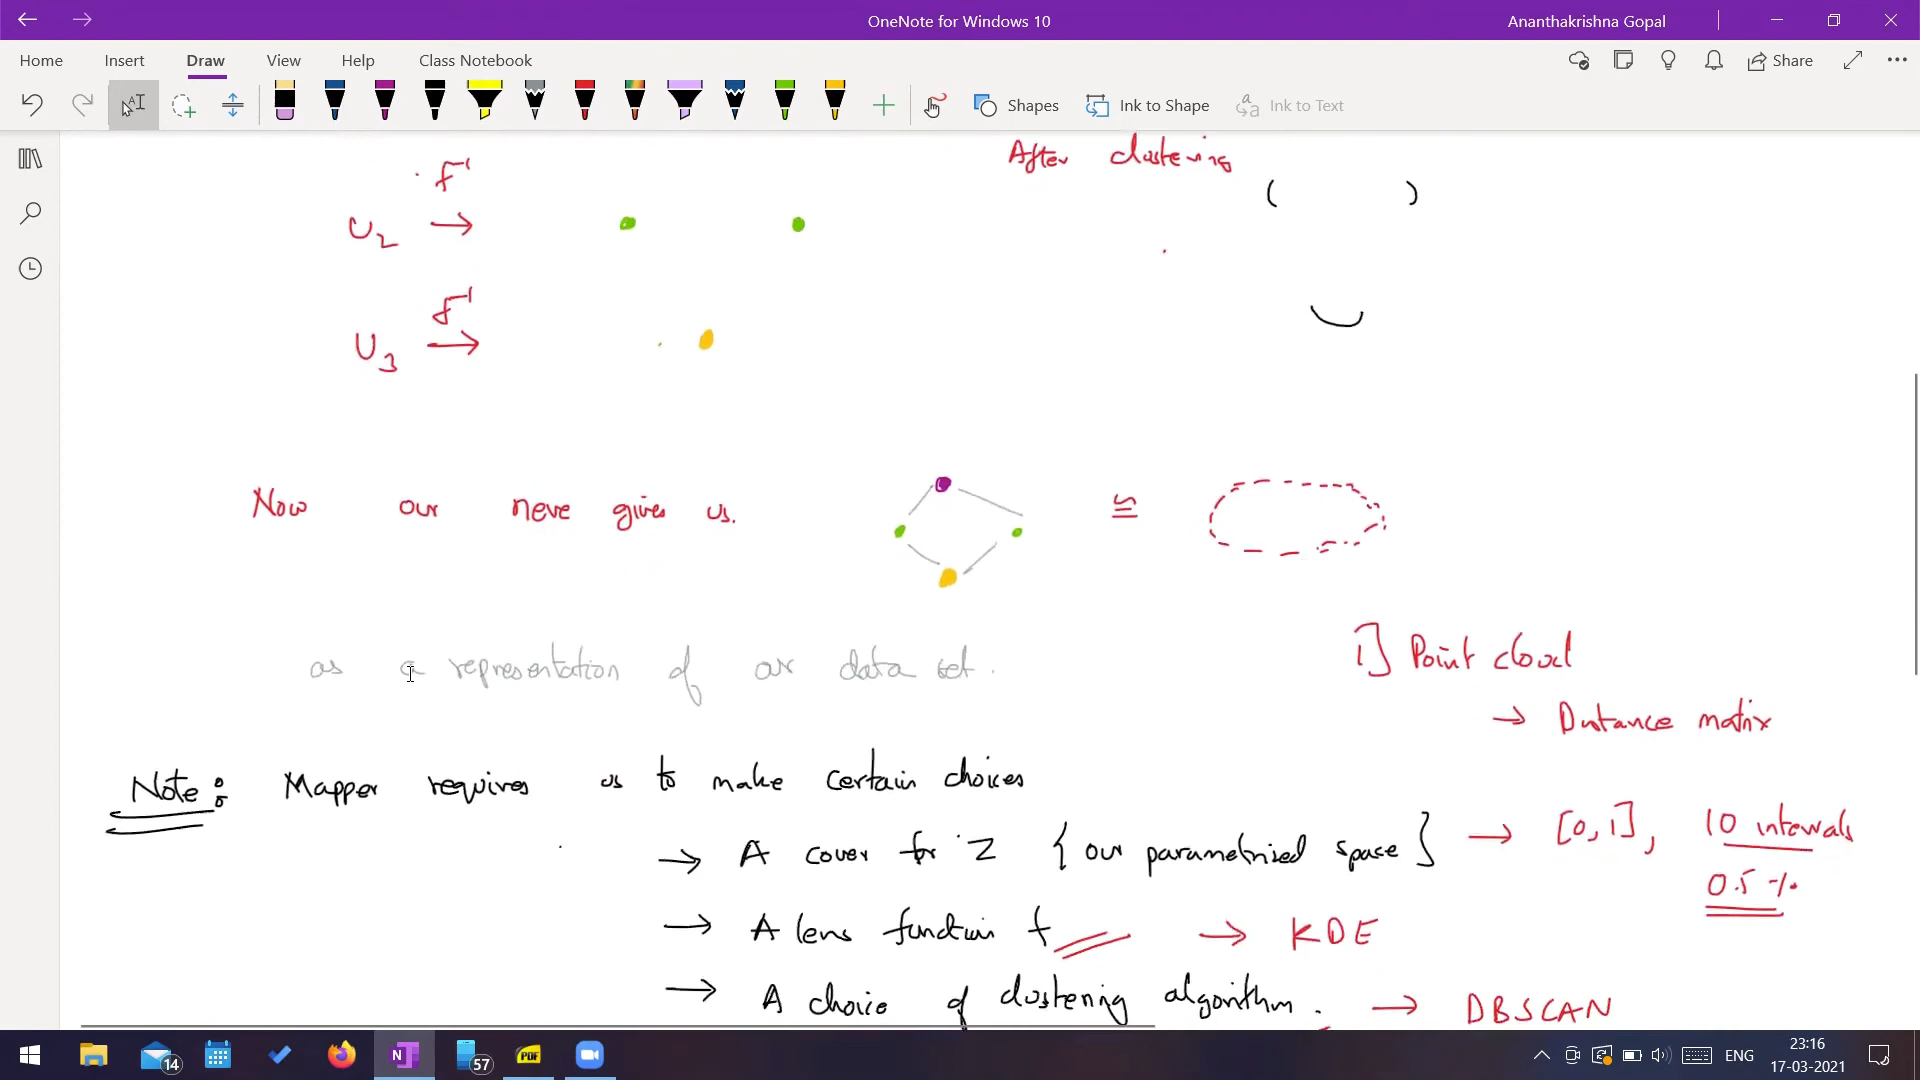 OneNote for Windows 10
Ananthakrishna Gopal
Home Insert Draw View Help Class Notebook
Share
Shapes Ink to Shape Ink to Text
After clustering
( )
U₂ f⁻¹ →
U₃ f⁻¹ →
Now our nerve gives us. ≅
as a representation of our data set.
1] Point cloud
→ Distance matrix
Note: Mapper requires us to make certain choices
→ A cover for Z { our parametrized space } → [0,1], 10 intervals
0.5 %
→ A lens function f → KDE
→ A choice of clustering algorithm. → DBSCAN
14
57
PDF
ENG
23:16
17-03-2021